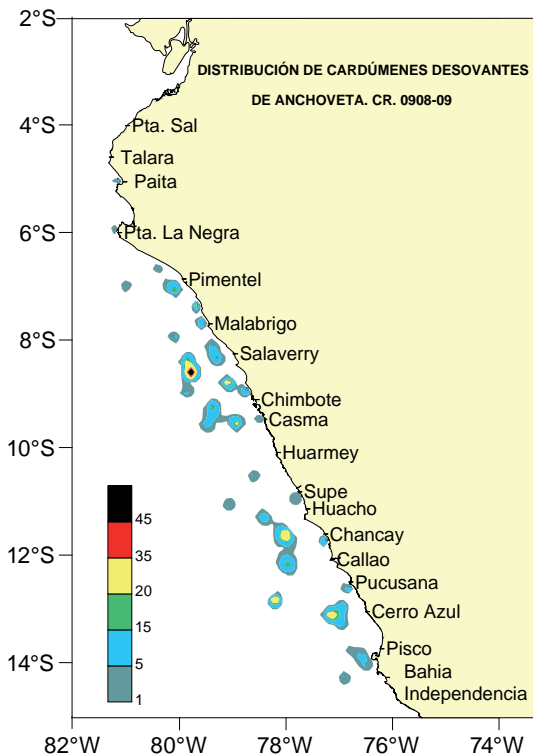 2°S
DISTRIBUCIÓN DE CARDÚMENES DESOVANTES
DE ANCHOVETA. CR. 0908-09
4°S
Pta. Sal
Talara
Paita
6°S
Pta. La Negra
Pimentel
Malabrigo
8°S
Salaverry
Chimbote
Casma
10°S
Huarmey
Supe
Huacho
Chancay
12°S
Callao
Pucusana
Cerro Azul
Pisco
14°S
Bahia
Independencia
45
35
20
15
5
1
82°W
80°W
78°W
76°W
74°W